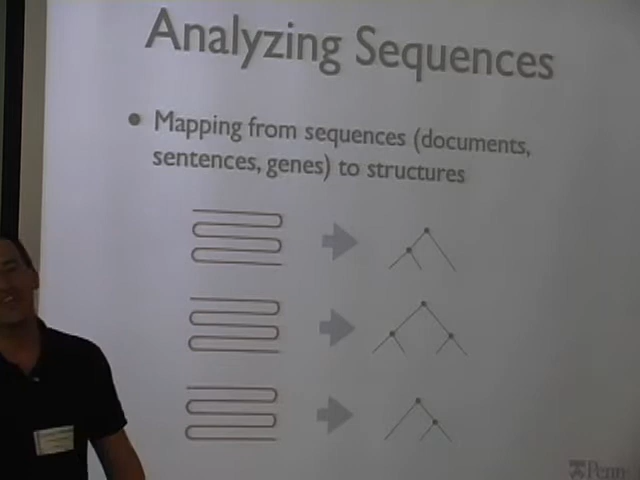 Analyzing Sequences
• Mapping from sequences (documents,
sentences, genes) to structures
Penn